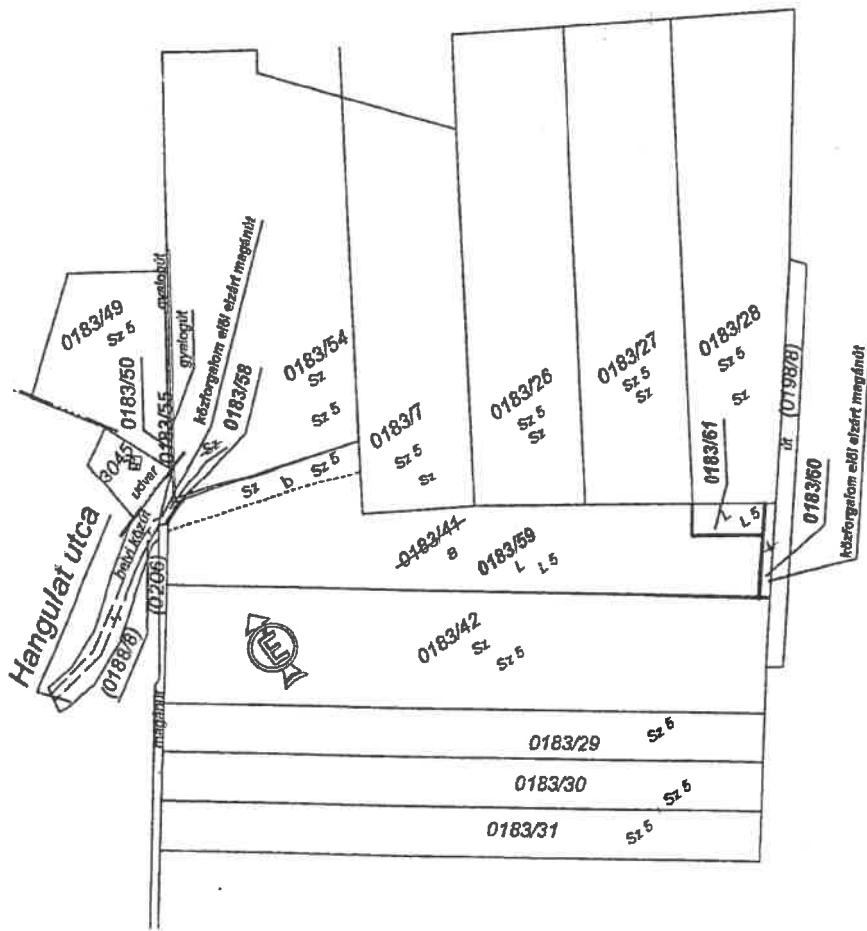 0183/49
Sz 5
0183/50
gyalogút
0183/55
gyalogút
közforgalom elől elzárt magánút
0183/58
Sz
3045
udvar
Hangulat utca
helyi közút
(0206)
(0188/8)
magánút
0183/54
Sz
Sz 5
Sz
b
Sz 5
0183/7
Sz 5
Sz
0183/26
Sz 5
Sz
0183/27
Sz 5
Sz
0183/28
Sz 5
Sz
0183/61
L
L 5
út
(0198/8)
0183/60
közforgalom elől elzárt magánút
0183/41
a
0183/59
L
L 5
É
0183/42
Sz
Sz 5
0183/29
Sz 5
0183/30
Sz 5
0183/31
Sz 5